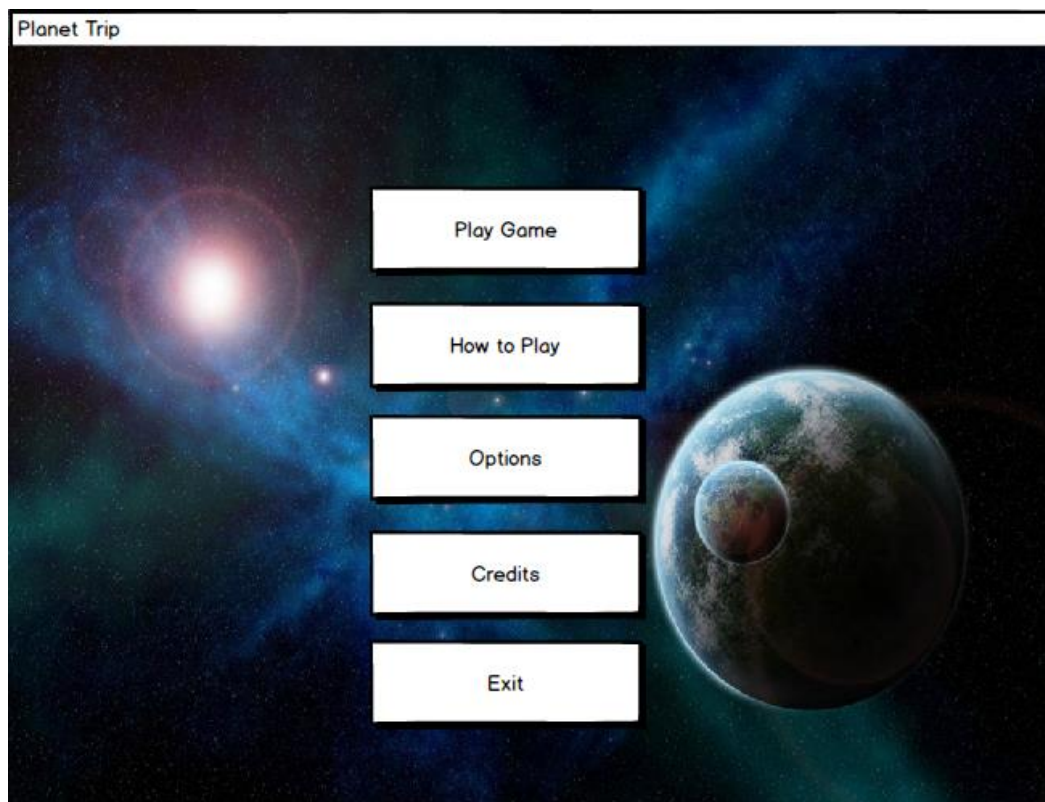 Planet Trip
Play Game
How to Play
Options
Credits
Exit